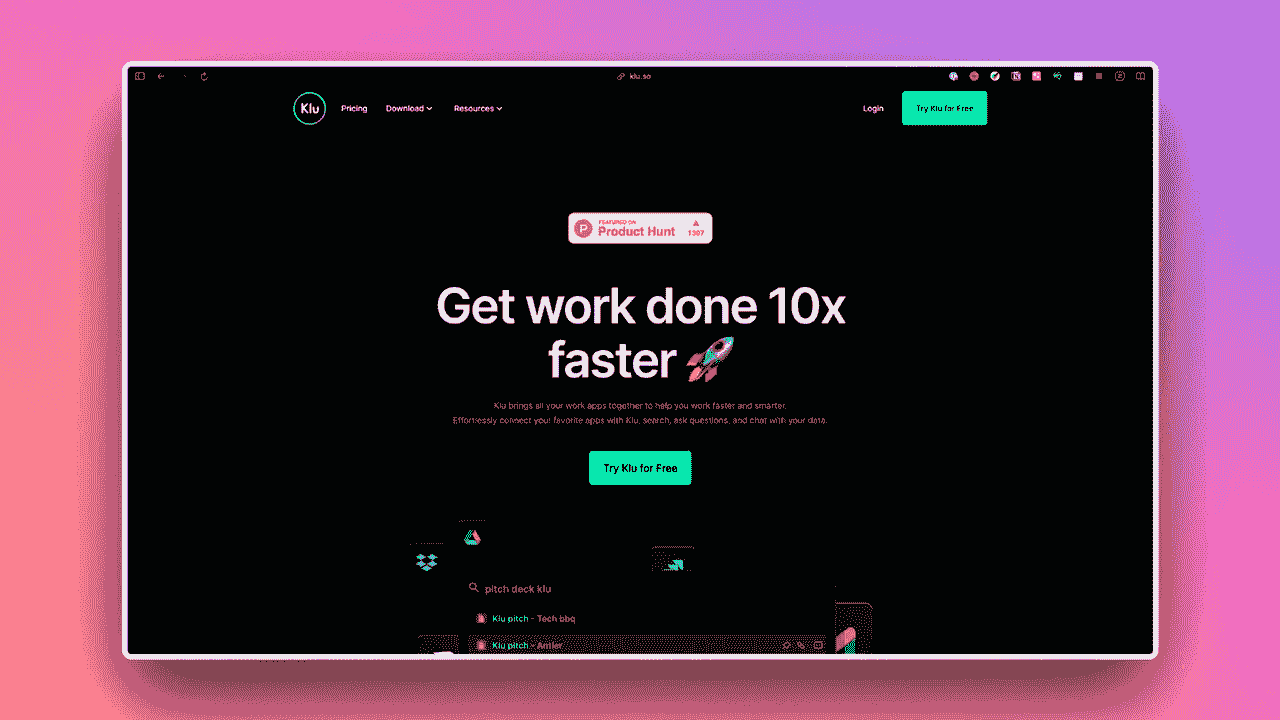 klu.so
Klu Pricing Download Resources Login Try Klu for Free
P FEATURED ON
Product Hunt 1307
Get work done 10x
faster
Klu brings all your work apps together to help you work faster and smarter.
Effortlessly connect your favorite apps with Klu, search, ask questions, and chat with your data.
Try Klu for Free
pitch deck klu
Klu pitch - Tech bbq
Klu pitch - Antler